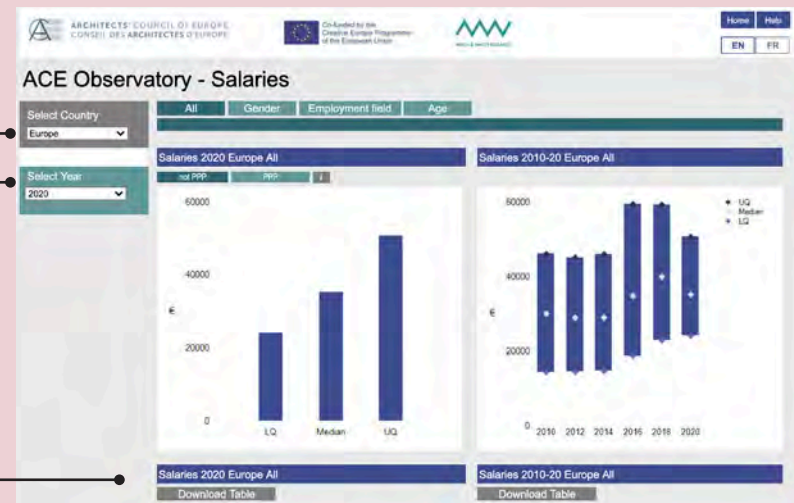 ARCHITECTS' COUNCIL OF EUROPE
CONSEIL DES ARCHITECTES D'EUROPE
Co-funded by the
Creative Europe Programme
of the European Union
Home Help
EN FR
ACE Observatory - Salaries
Select Country
Europe
Select Year
2020
All Gender Employment field Age
Salaries 2020 Europe All
not PPP PPP i
60000
40000
€
20000
0
LQ Median UQ
Salaries 2010-20 Europe All
60000
40000
€
20000
0
2010 2012 2014 2016 2018 2020
UQ
Median
LQ
Salaries 2020 Europe All
Download Table
Salaries 2010-20 Europe All
Download Table